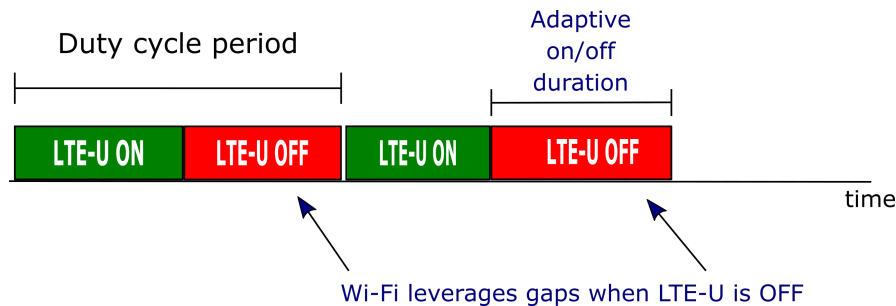 Duty cycle period
Adaptive
on/off
duration
LTE-U ON
LTE-U OFF
LTE-U ON
LTE-U OFF
time
Wi-Fi leverages gaps when LTE-U is OFF